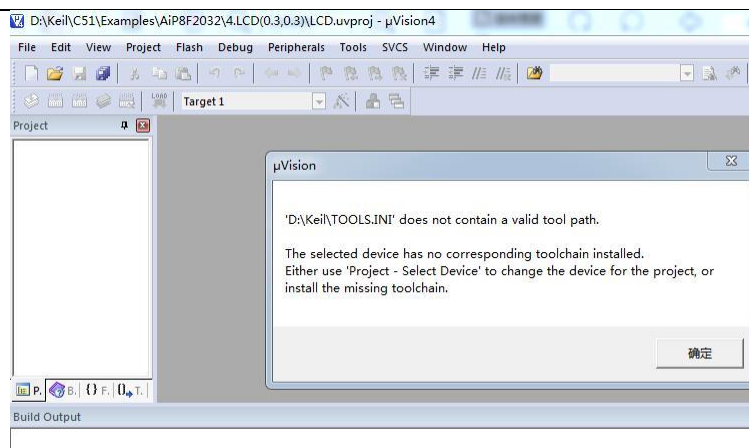 D:\Keil\C51\Examples\AiP8F2032\4.LCD(0.3,0.3)\LCD.uvproj - µVision4
File Edit View Project Flash Debug Peripherals Tools SVCS Window Help
LOAD Target 1
Project
µVision
'D:\Keil\TOOLS.INI' does not contain a valid tool path.
The selected device has no corresponding toolchain installed.
Either use 'Project - Select Device' to change the device for the project, or
install the missing toolchain.
确定
P. B. {} F. 0 T.
Build Output